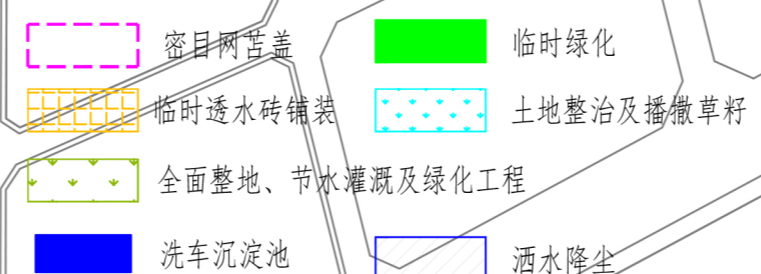 密目网苫盖 临时绿化
临时透水砖铺装 土地整治及播撒草籽
全面整地、节水灌溉及绿化工程
洗车沉淀池 洒水降尘